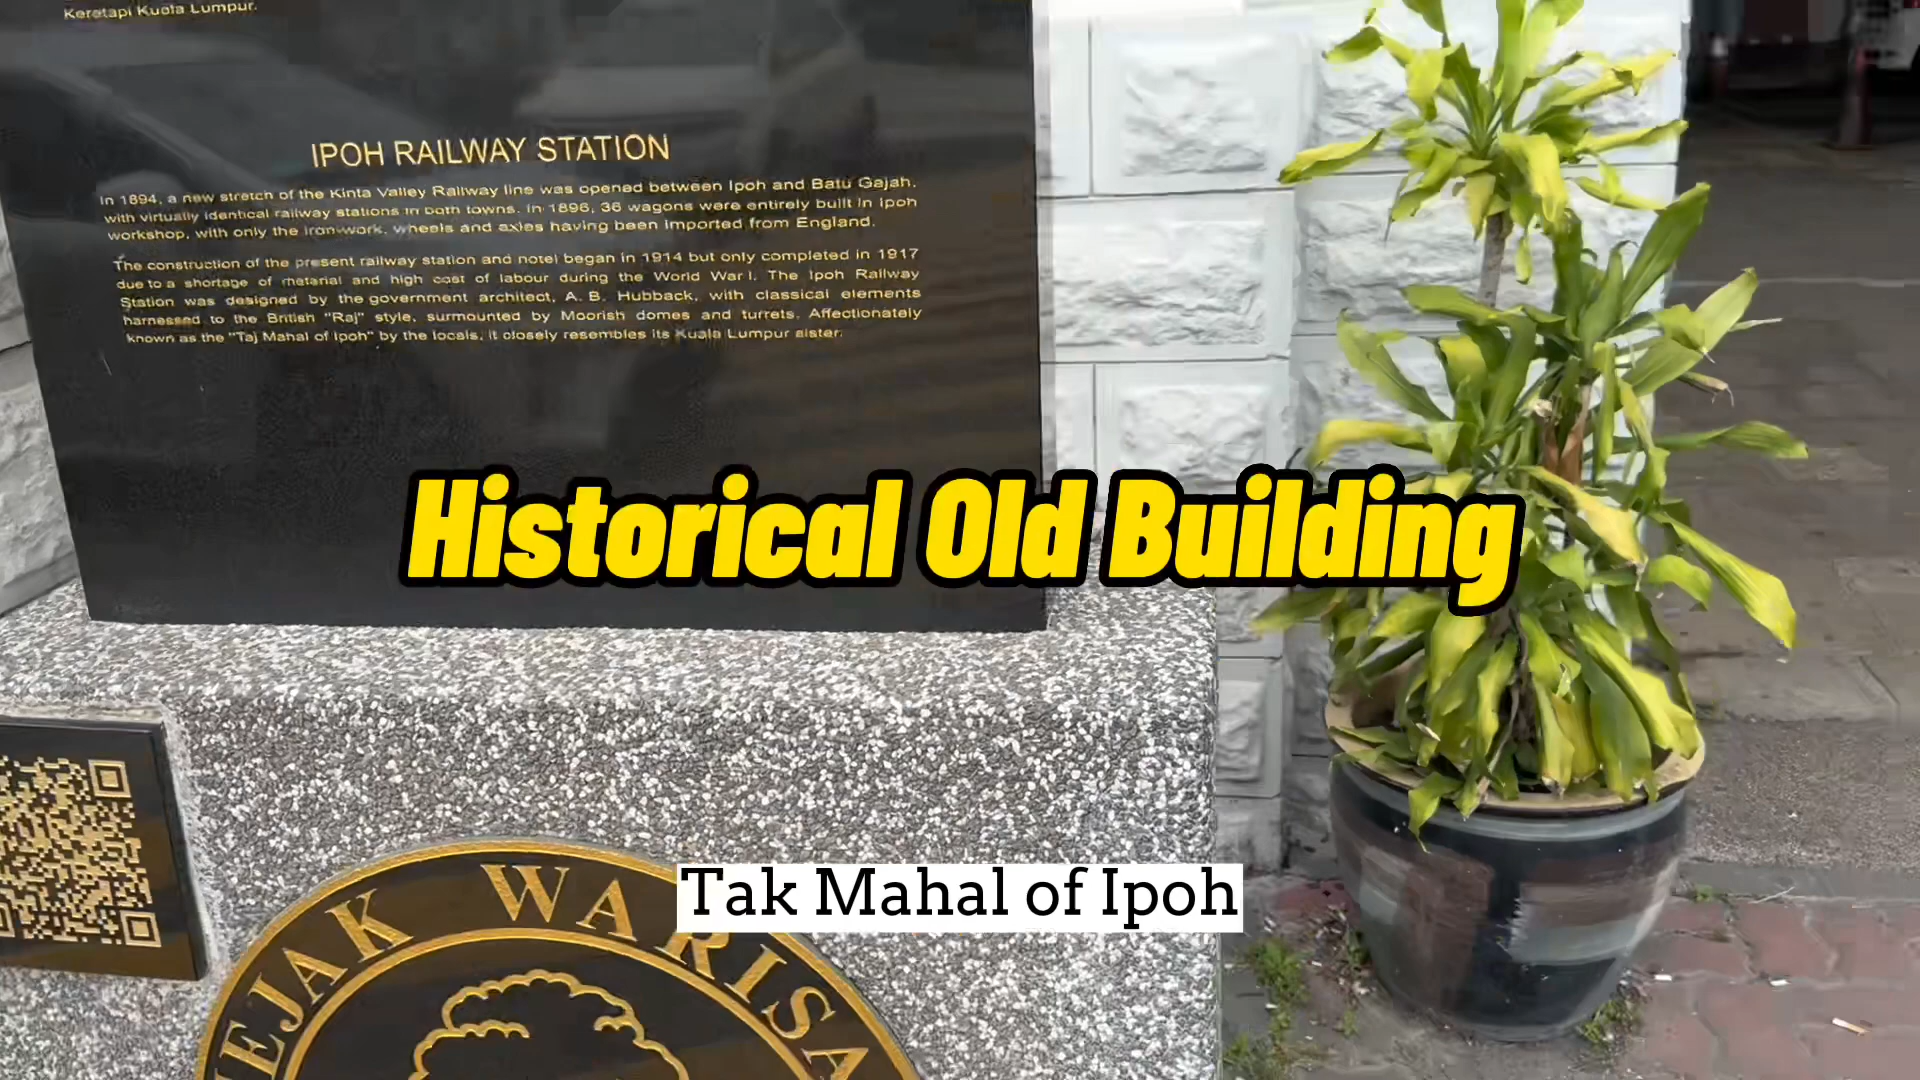 Keretapi Kuala Lumpur.
IPOH RAILWAY STATION
In 1894, a new stretch of the Kinta Valley Railway line was opened between Ipoh and Batu Gajah,
with virtually identical railway stations in both towns. In 1896, 36 wagons were entirely built in Ipoh
workshop, with only the iron-work, wheels and axles having been imported from England.
The construction of the present railway station and hotel began in 1914 but only completed in 1917
due to a shortage of material and high cost of labour during the World War I. The Ipoh Railway
Station was designed by the government architect, A. B. Hubback, with classical elements
harnessed to the British "Raj" style, surmounted by Moorish domes and turrets. Affectionately
known as the "Taj Mahal of Ipoh" by the locals, it closely resembles its Kuala Lumpur sister.
Historical Old Building
Tak Mahal of Ipoh
EJAK WARISA